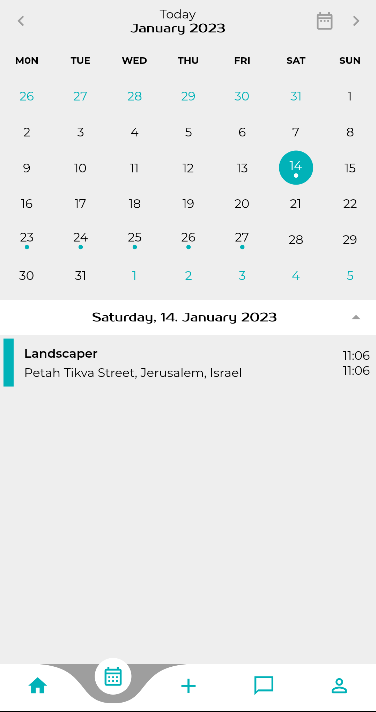 Today
January 2023
MON TUE WED THU FRI SAT SUN
26 27 28 29 30 31 1
2 3 4 5 6 7 8
9 10 11 12 13 14 15
16 17 18 19 20 21 22
23 24 25 26 27 28 29
30 31 1 2 3 4 5
Saturday, 14. January 2023
Landscaper 11:06
Petah Tikva Street, Jerusalem, Israel 11:06